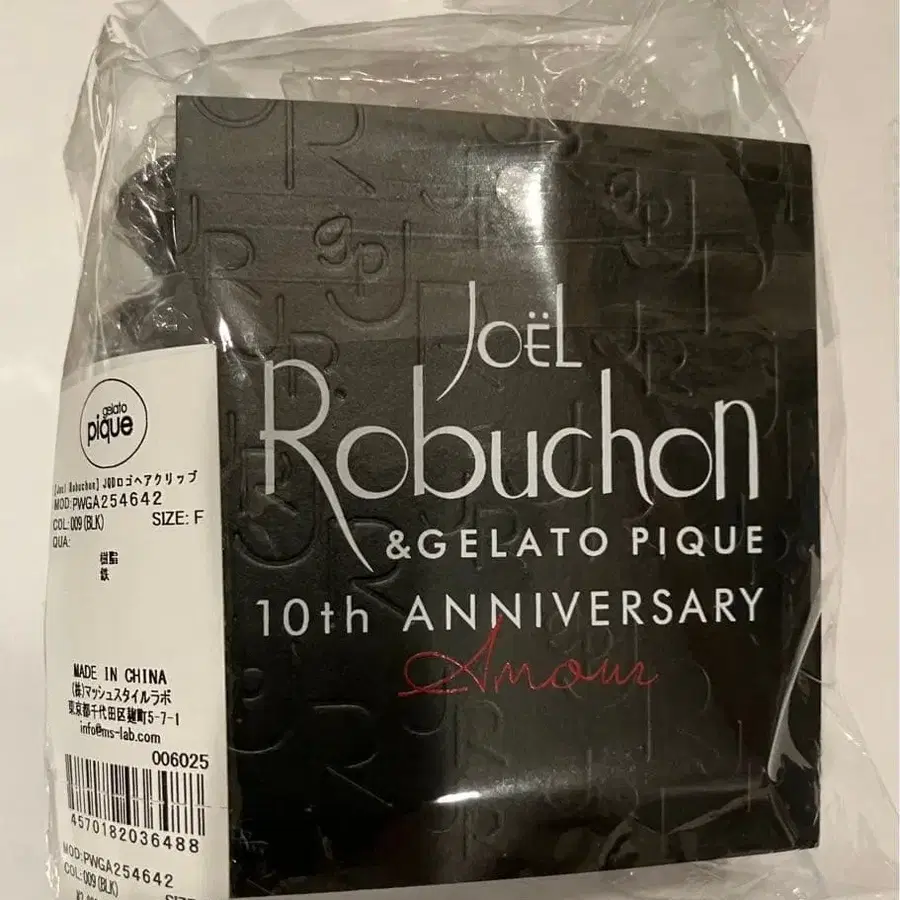 gelato
pique
[Joel Robuchon] JQDロゴヘアクリップ
MOD:PWGA254642
COL:009(BLK) SIZE: F
QUA:
樹脂
鉄
MADE IN CHINA
(株)マッシュスタイルラボ
東京都千代田区麹町5-7-1
info@ms-lab.com
006025
4570182036488
MOD:PWGA254642
COL:009(BLK)
JOËL
Robuchon
&GELATO PIQUE
10th ANNIVERSARY
Amour